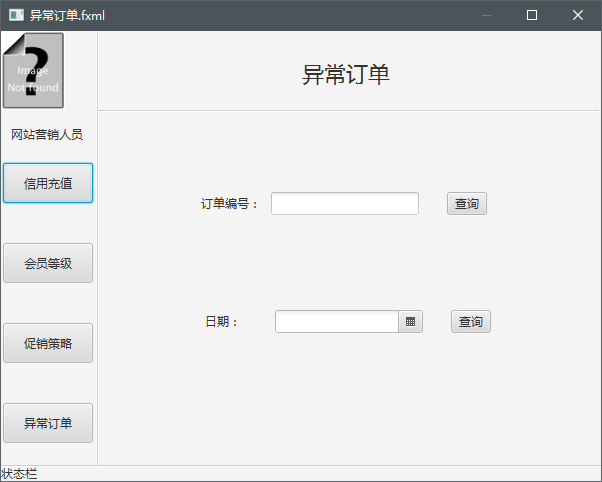 异常订单.fxml
?
Image
Not found
网站营销人员
异常订单
信用充值
会员等级
促销策略
异常订单
订单编号：
查询
日期：
查询
状态栏